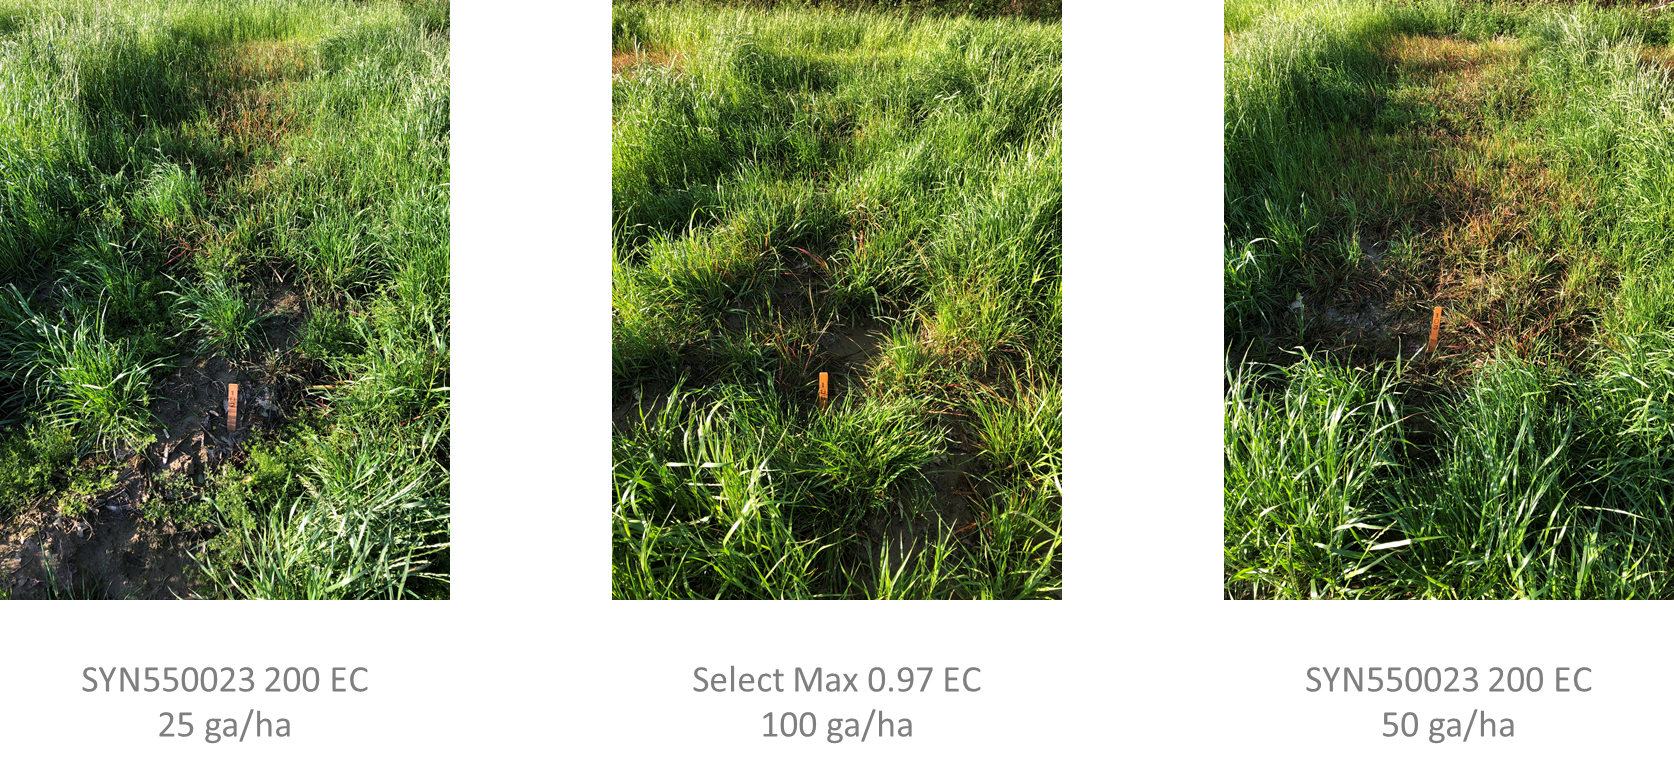 SYN550023 200 EC
25 ga/ha
Select Max 0.97 EC
100 ga/ha
SYN550023 200 EC
50 ga/ha